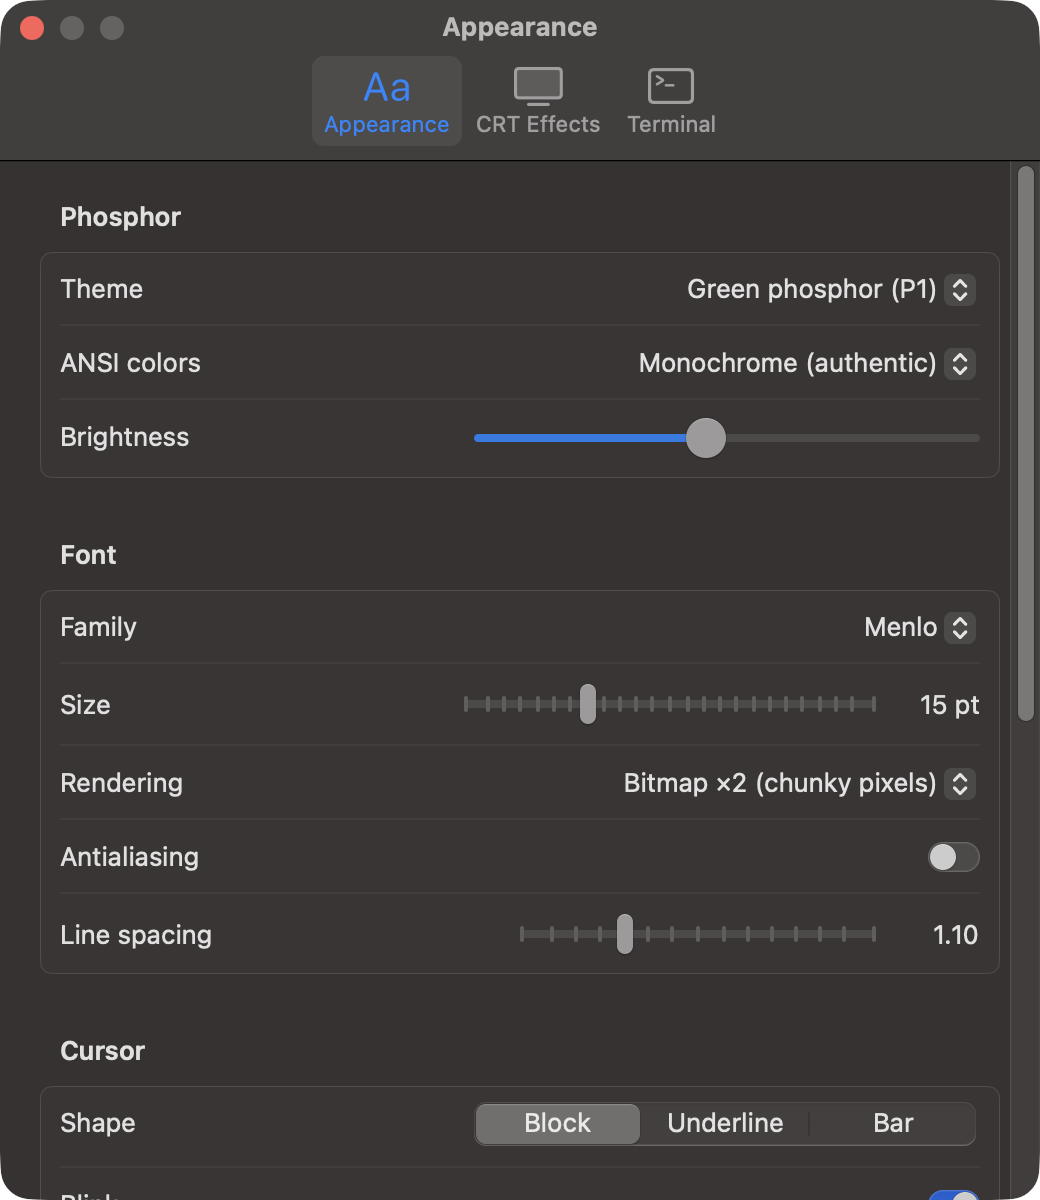 Appearance
Aa
Appearance
CRT Effects
Terminal
Phosphor
Theme Green phosphor (P1)
ANSI colors Monochrome (authentic)
Brightness
Font
Family Menlo
Size 15 pt
Rendering Bitmap ×2 (chunky pixels)
Antialiasing
Line spacing 1.10
Cursor
Shape Block Underline Bar